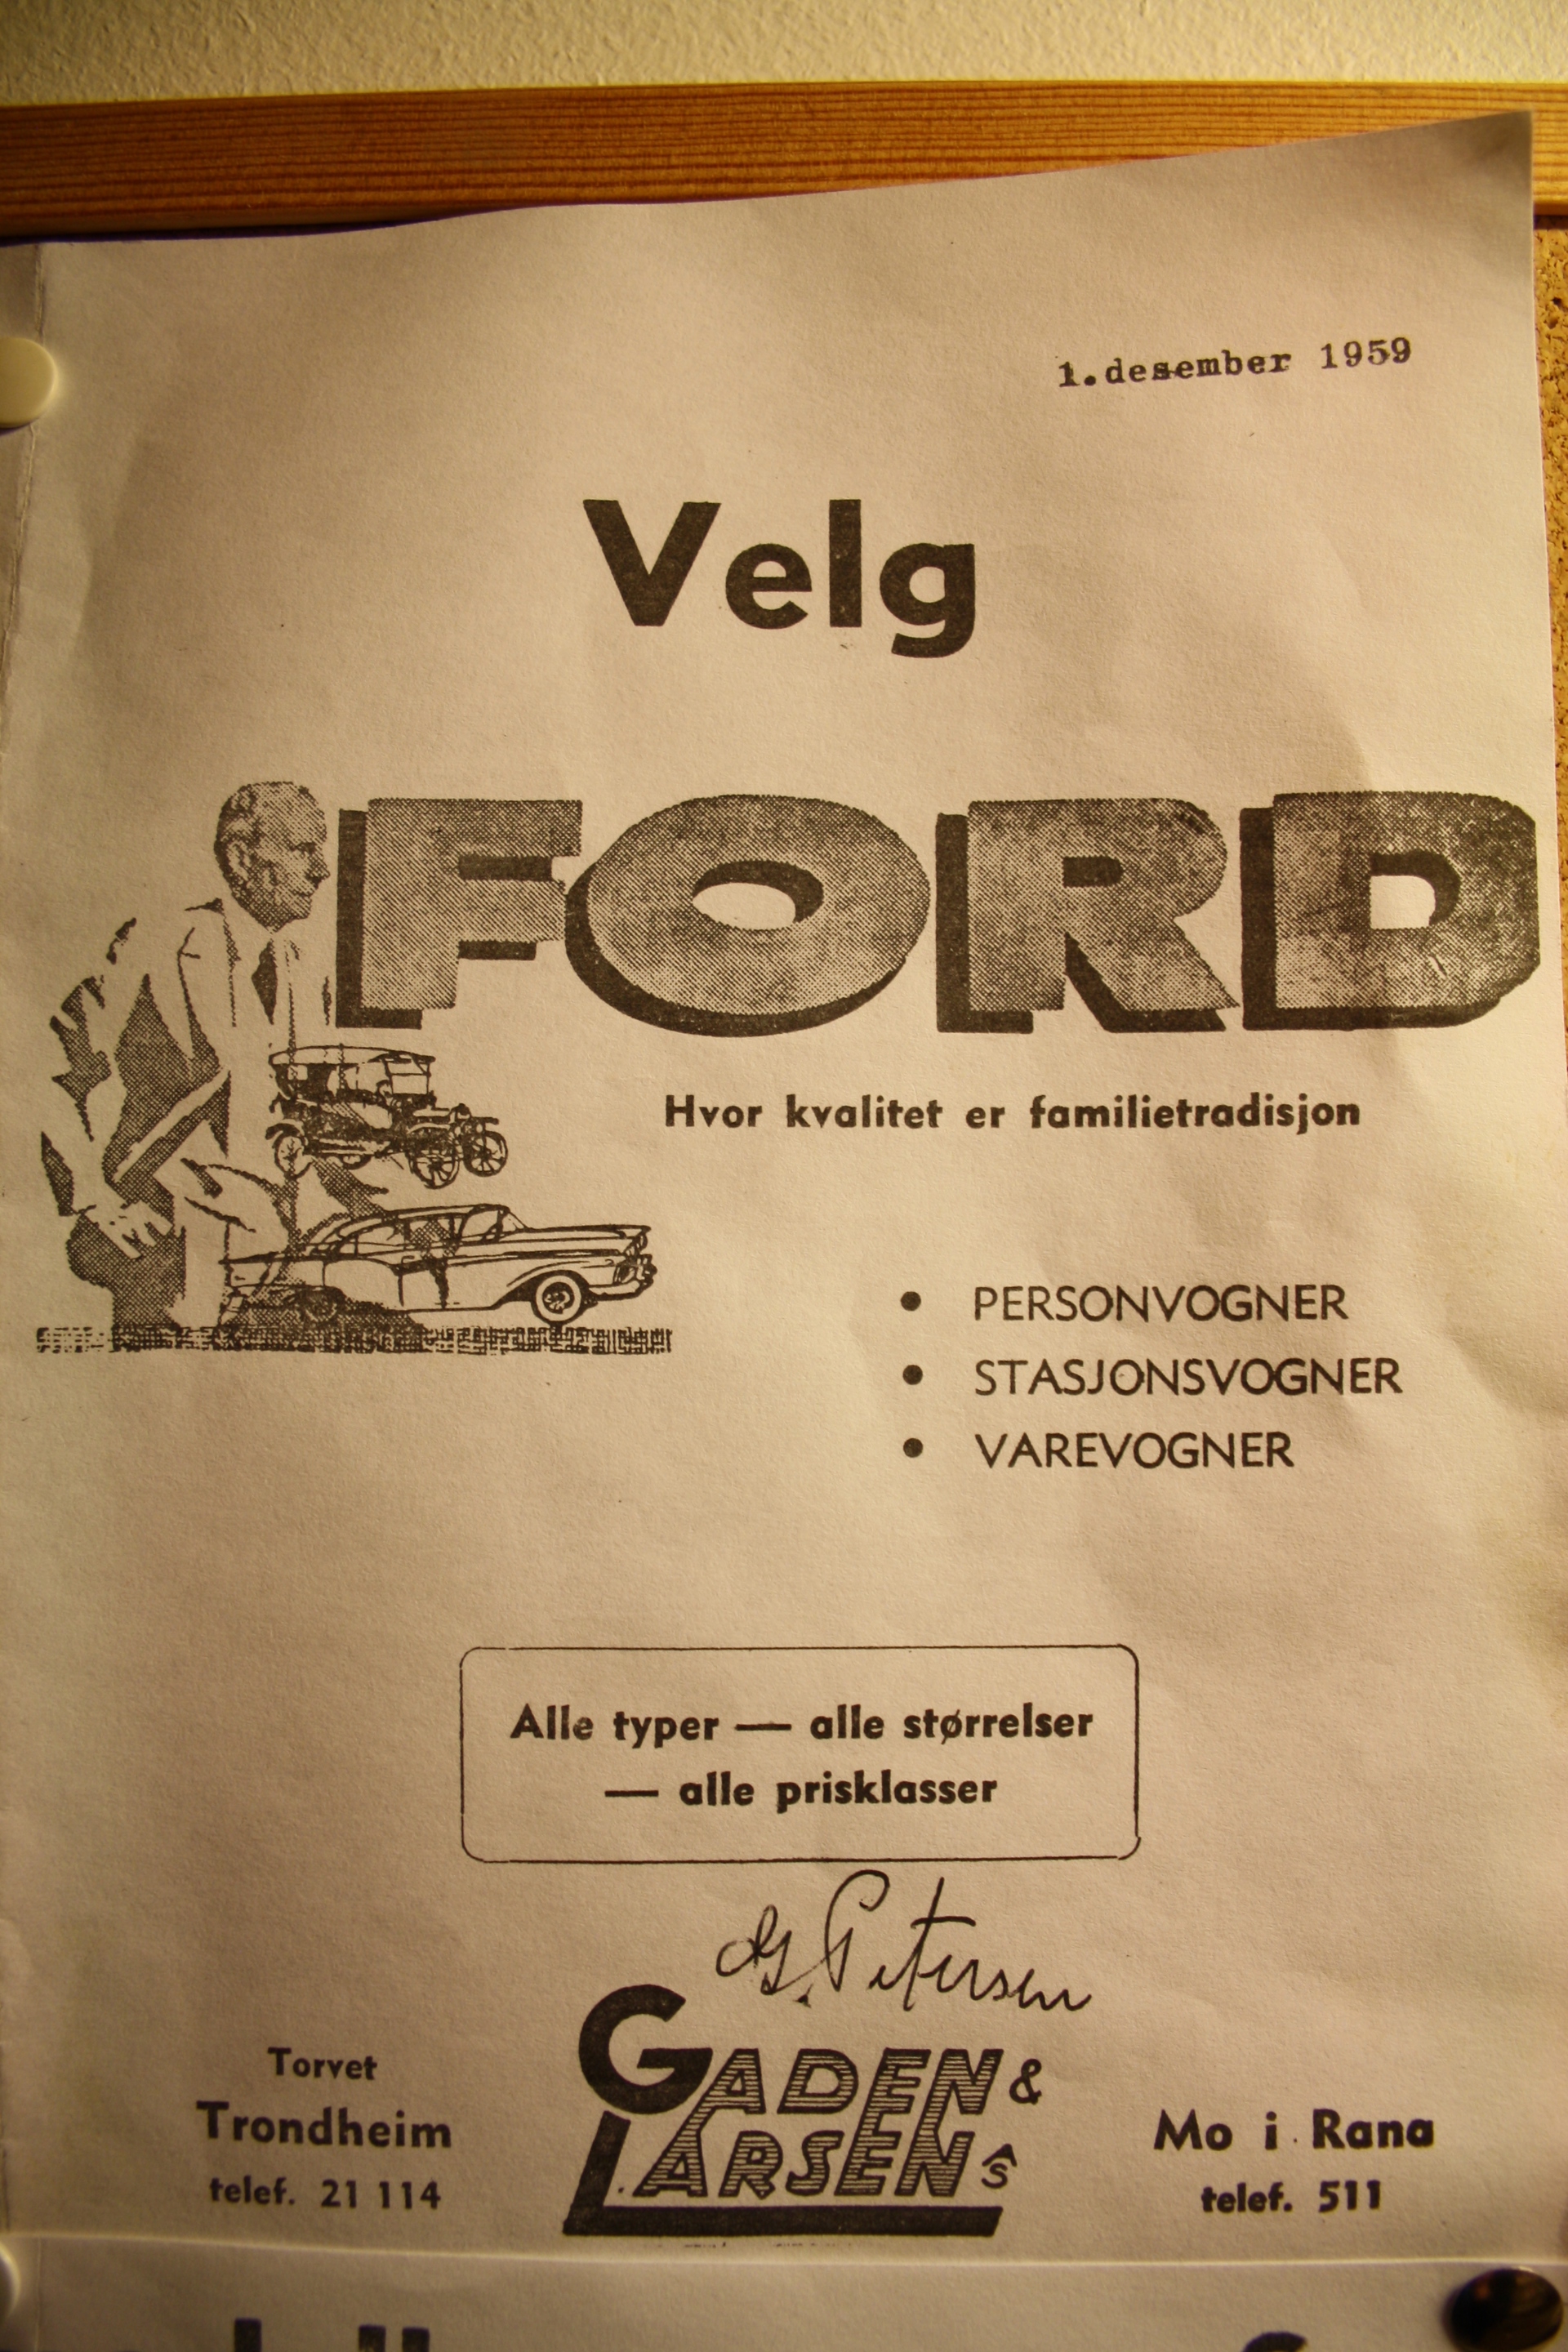 1. desember 1959
Velg
FORD
Hvor kvalitet er familietradisjon
• PERSONVOGNER
• STASJONSVOGNER
• VAREVOGNER
Alle typer — alle størrelser
— alle prisklasser
G. Petersen
GADEN &
LARSEN s
Torvet
Trondheim
telef. 21 114
Mo i Rana
telef. 511